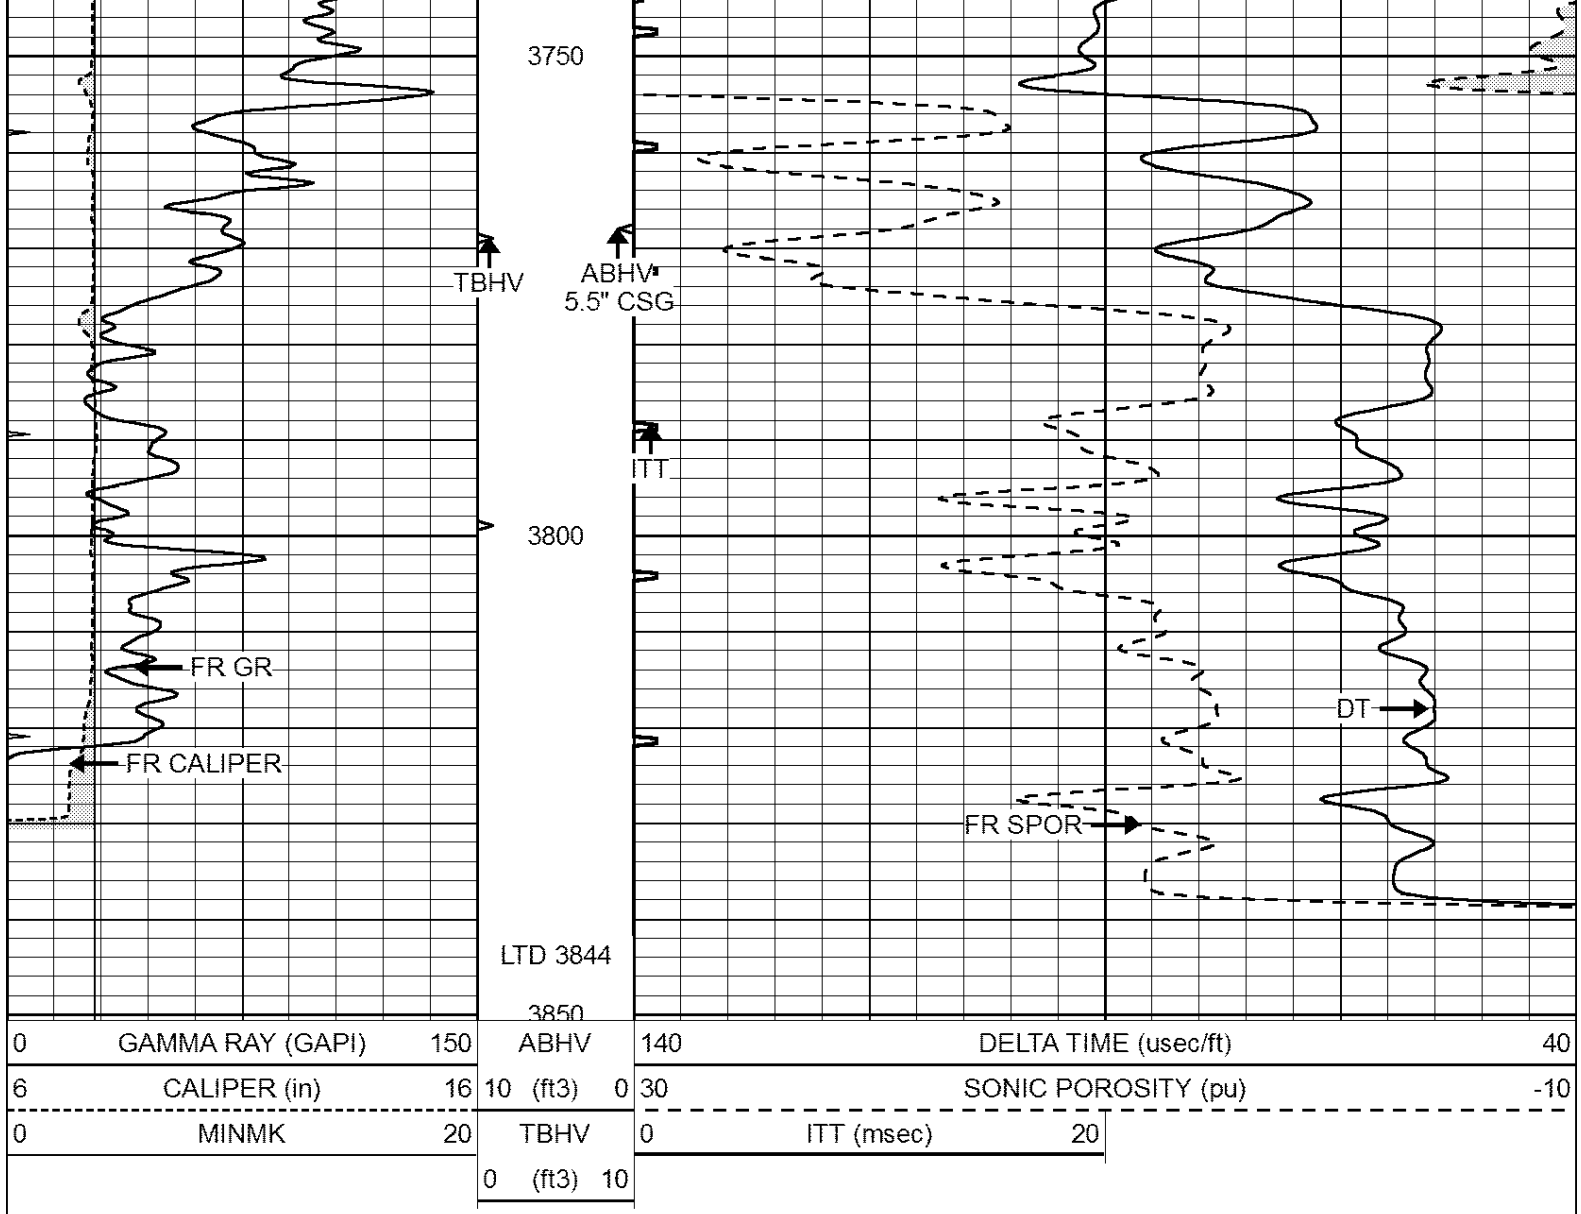 3750
TBHV
ABHV
5.5" CSG
ITT
3800
FR GR
DT
FR CALIPER
FR SPOR
LTD 3844
3850
0 GAMMA RAY (GAPI) 150
ABHV
140 DELTA TIME (usec/ft) 40
6 CALIPER (in) 16
10 (ft3) 0
30 SONIC POROSITY (pu) -10
0 MINMK 20
TBHV
0 ITT (msec) 20
0 (ft3) 10